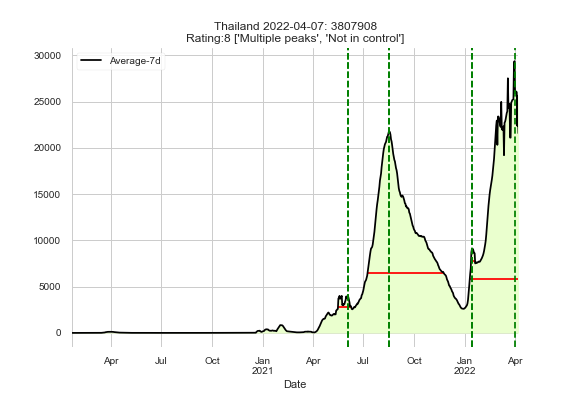 Thailand 2022-04-07: 3807908
Rating:8 ['Multiple peaks', 'Not in control']
Average-7d
30000
25000
20000
15000
10000
5000
0
Apr Jul Oct Jan Apr Jul Oct Jan Apr
2021 2022
Date